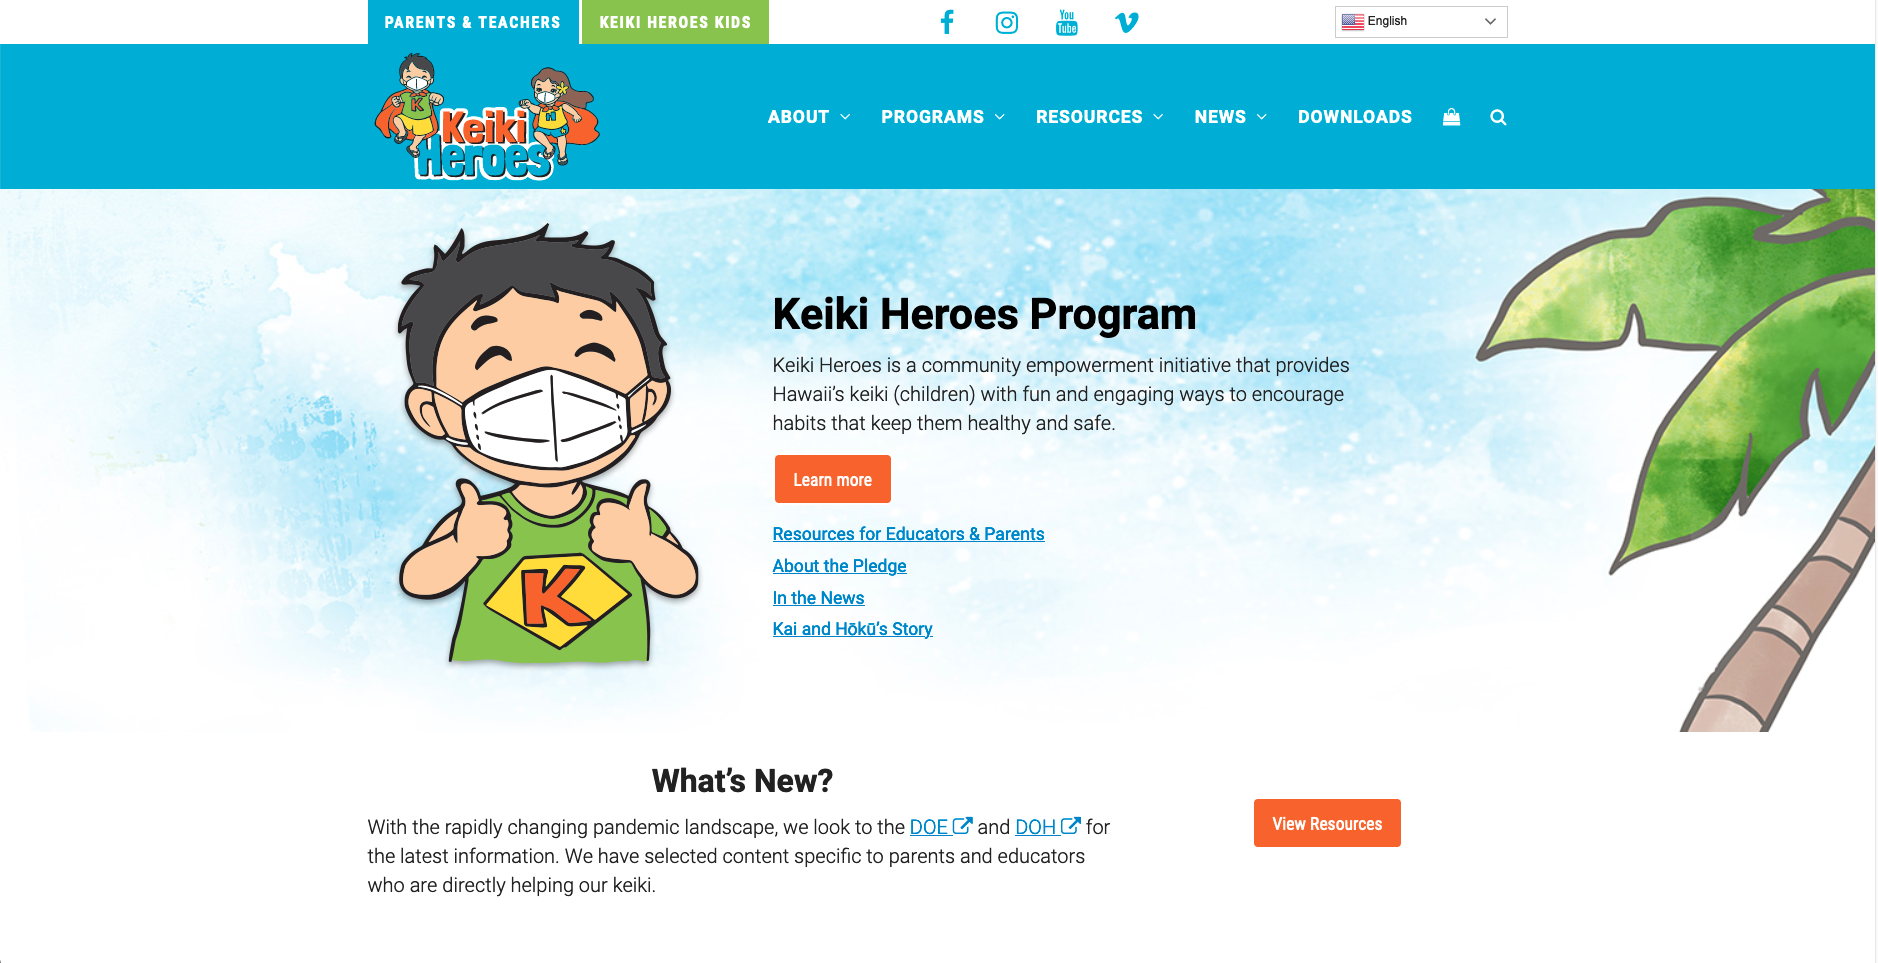 PARENTS & TEACHERS
KEIKI HEROES KIDS
You
Tube
English
K
H
Keiki
Heroes
ABOUT
PROGRAMS
RESOURCES
NEWS
DOWNLOADS
K
Keiki Heroes Program
Keiki Heroes is a community empowerment initiative that provides
Hawaii’s keiki (children) with fun and engaging ways to encourage
habits that keep them healthy and safe.
Learn more
Resources for Educators & Parents
About the Pledge
In the News
Kai and Hōkū’s Story
What’s New?
With the rapidly changing pandemic landscape, we look to the DOE and DOH for
the latest information. We have selected content specific to parents and educators
who are directly helping our keiki.
View Resources